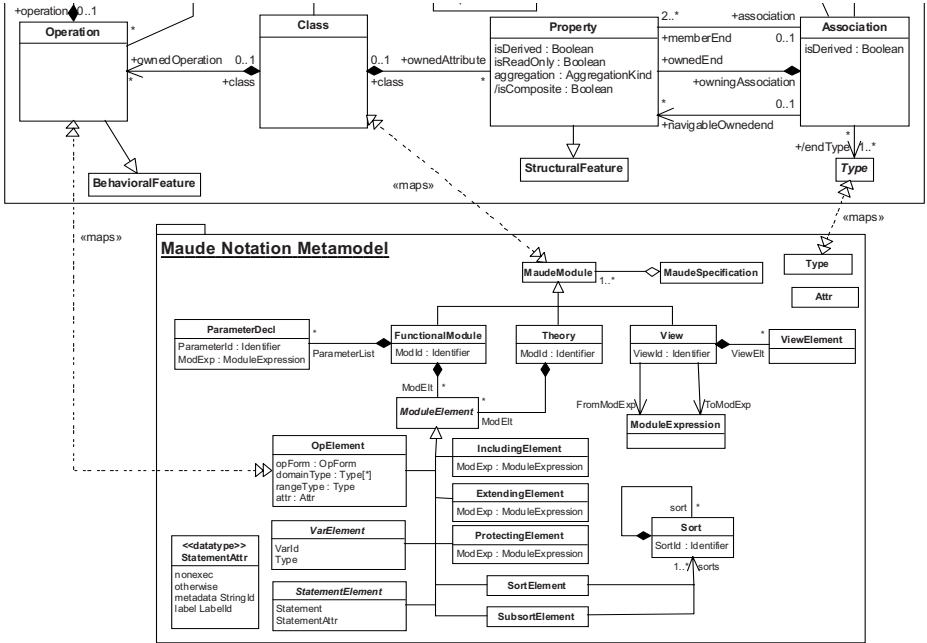 +operation
0..1
Operation
*
+ownedOperation
*
0..1
+class
Class
0..1
+class
+ownedAttribute
*
Property
isDerived : Boolean
isReadOnly : Boolean
aggregation : AggregationKind
/isComposite : Boolean
2..*
+association
+memberEnd
0..1
+ownedEnd
+owningAssociation
*
0..1
+navigableOwnedend
Association
isDerived : Boolean
*
+/endType
1..*
BehavioralFeature
StructuralFeature
Type
«maps»
«maps»
«maps»
Maude Notation Metamodel
MaudeModule
1..*
MaudeSpecification
Type
Attr
ParameterDecl
ParameterId : Identifier
ModExp : ModuleExpression
*
ParameterList
FunctionalModule
ModId : Identifier
Theory
ModId : Identifier
View
ViewId : Identifier
*
ViewElt
ViewElement
ModElt
*
*
ModElt
ModuleElement
FromModExp
ToModExp
ModuleExpression
OpElement
opForm : OpForm
domainType : Type[*]
rangeType : Type
attr : Attr
IncludingElement
ModExp : ModuleExpression
ExtendingElement
ModExp : ModuleExpression
ProtectingElement
ModExp : ModuleExpression
VarElement
VarId
Type
<<datatype>>
StatementAttr
nonexec
otherwise
metadata StringId
label LabelId
StatementElement
Statement
StatementAttr
SortElement
SubsortElement
sort
*
Sort
SortId : Identifier
1..*
sorts